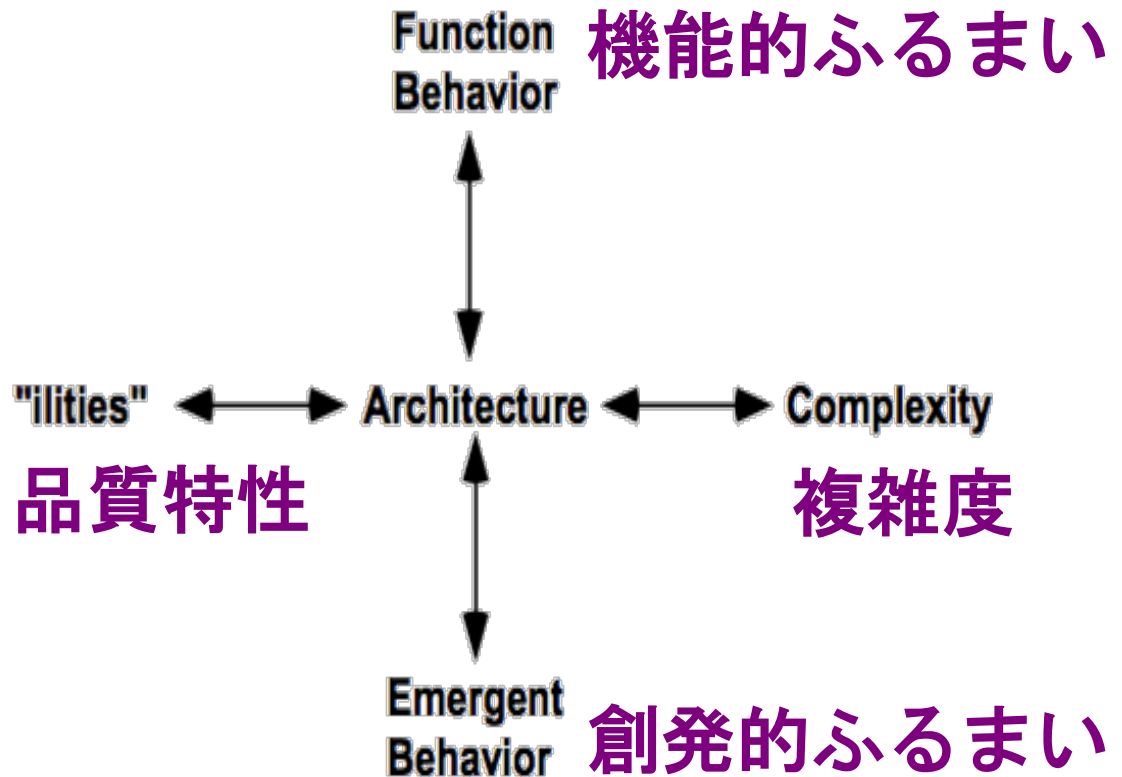 Function
Behavior
機能的ふるまい
"ilities"
Architecture
Complexity
品質特性
複雑度
Emergent
Behavior
創発的ふるまい